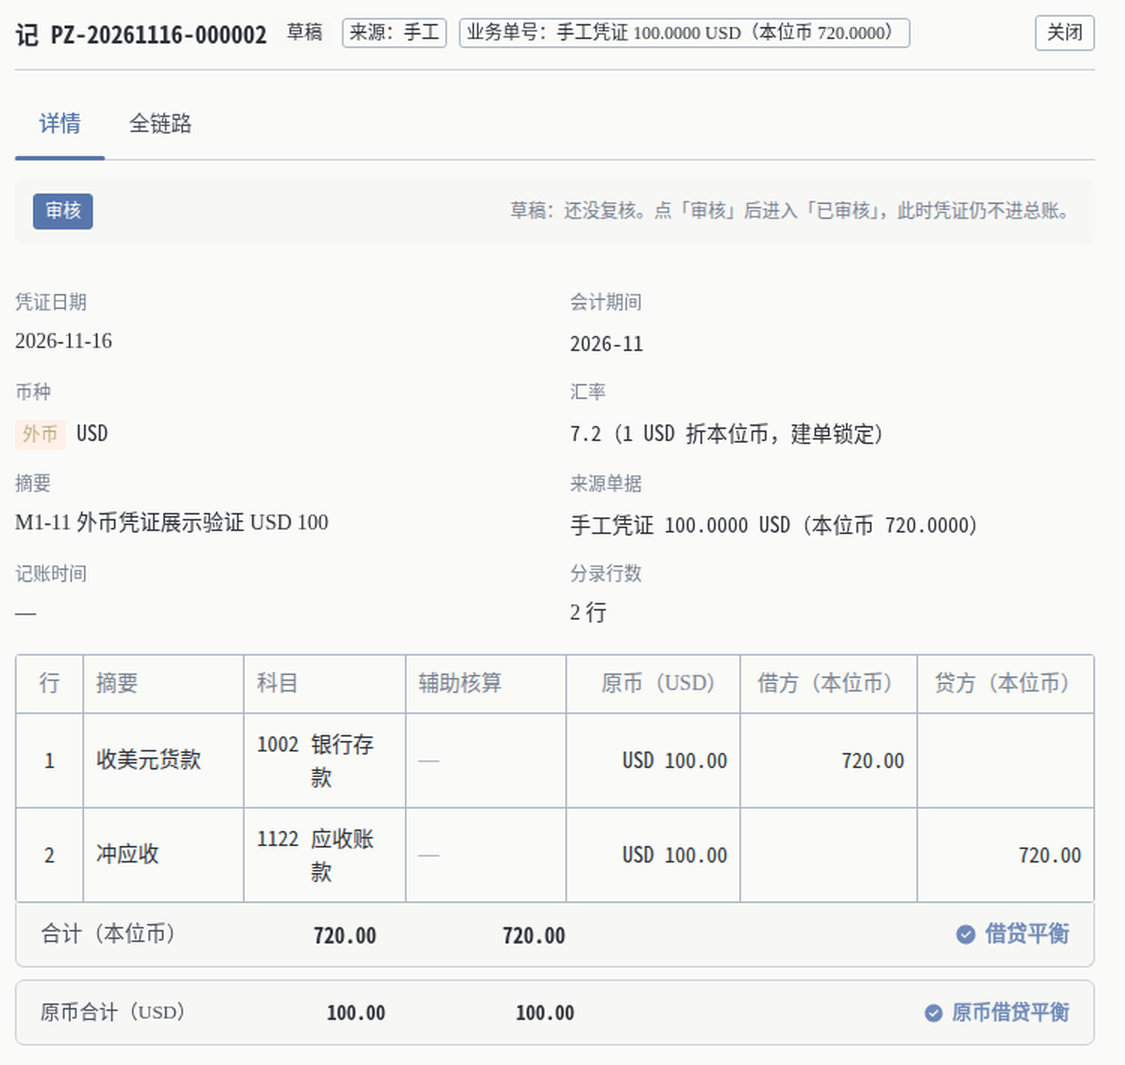 记 PZ-20261116-000002 草稿 来源：手工 业务单号：手工凭证 100.0000 USD（本位币 720.0000） 关闭
详情 全链路
审核 草稿：还没复核。点「审核」后进入「已审核」，此时凭证仍不进总账。
凭证日期 会计期间
2026-11-16 2026-11
币种 汇率
外币 USD 7.2（1 USD 折本位币，建单锁定）
摘要 来源单据
M1-11 外币凭证展示验证 USD 100 手工凭证 100.0000 USD（本位币 720.0000）
记账时间 分录行数
— 2 行
行 摘要 科目 辅助核算 原币（USD） 借方（本位币） 贷方（本位币）
1 收美元货款 1002 银行存款 — USD 100.00 720.00
2 冲应收 1122 应收账款 — USD 100.00 720.00
合计（本位币） 720.00 720.00 借贷平衡
原币合计（USD） 100.00 100.00 原币借贷平衡